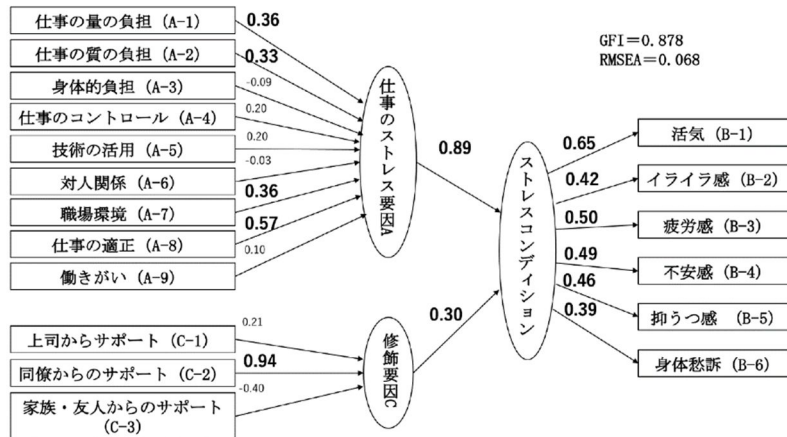 仕事の量の負担（A-1）
0.36
仕事の質の負担（A-2）
0.33
身体的負担（A-3）
-0.09
仕事のコントロール（A-4）
0.20
技術の活用（A-5）
0.20
対人関係（A-6）
-0.03
職場環境（A-7）
0.36
仕事の適正（A-8）
0.57
働きがい（A-9）
0.10
仕事のストレス要因A
0.89
上司からサポート（C-1）
0.21
同僚からのサポート（C-2）
0.94
家族・友人からのサポート
（C-3）
-0.40
修飾要因C
0.30
ストレスコンディション
GFI＝0.878
RMSEA＝0.068
0.65
活気（B-1）
0.42
イライラ感（B-2）
0.50
疲労感（B-3）
0.49
不安感（B-4）
0.46
抑うつ感 （B-5）
0.39
身体愁訴（B-6）